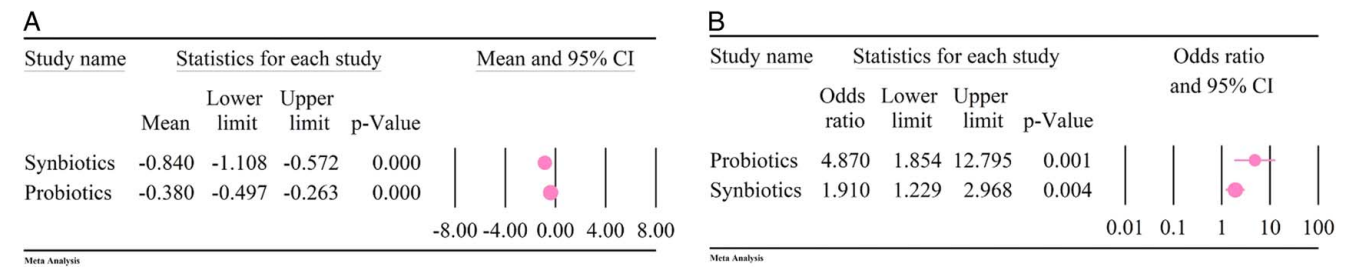 A
Study name Statistics for each study Mean and 95% CI
Lower Upper
Mean limit limit p-Value
Synbiotics -0.840 -1.108 -0.572 0.000
Probiotics -0.380 -0.497 -0.263 0.000
-8.00 -4.00 0.00 4.00 8.00
Meta Analysis
B
Study name Statistics for each study Odds ratio
and 95% CI
Odds Lower Upper
ratio limit limit p-Value
Probiotics 4.870 1.854 12.795 0.001
Synbiotics 1.910 1.229 2.968 0.004
0.01 0.1 1 10 100
Meta Analysis